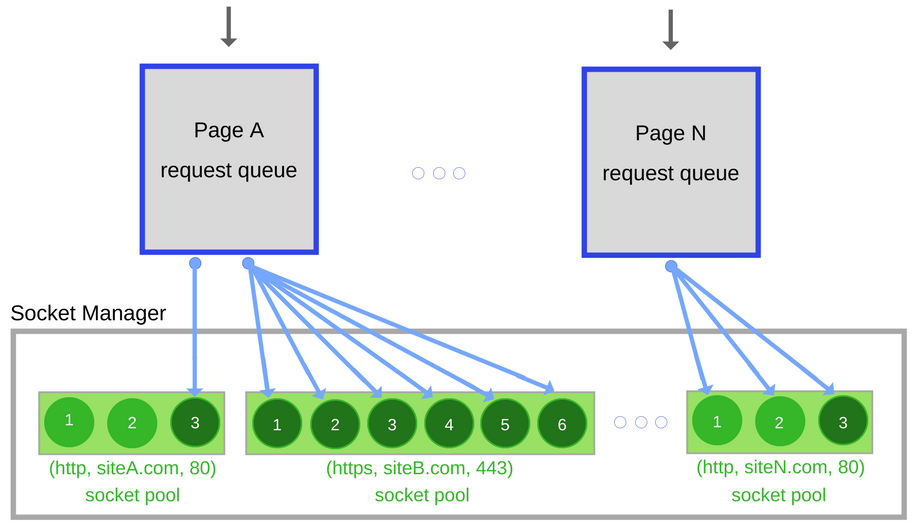 Page A
request queue
Page N
request queue
Socket Manager
1 2 3
1 2 3 4 5 6
1 2 3
(http, siteA.com, 80)
socket pool
(https, siteB.com, 443)
socket pool
(http, siteN.com, 80)
socket pool